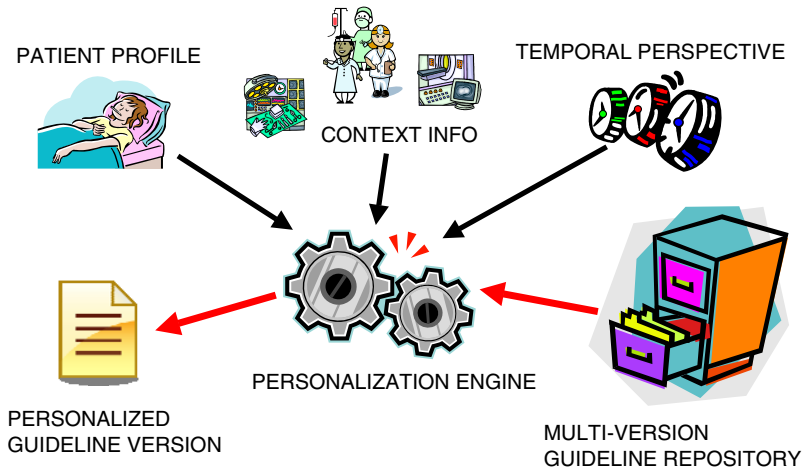 PATIENT PROFILE
TEMPORAL PERSPECTIVE
CONTEXT INFO
PERSONALIZATION ENGINE
PERSONALIZED
GUIDELINE VERSION
MULTI-VERSION
GUIDELINE REPOSITORY